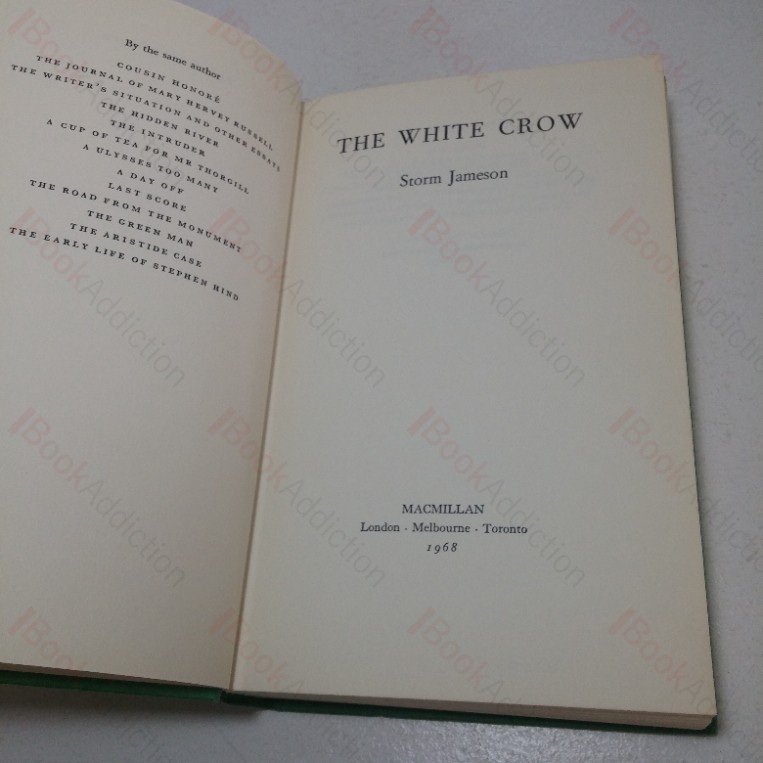 By the same author
COUSIN HONORÉ
THE JOURNAL OF MARY HERVEY RUSSELL
THE WRITER'S SITUATION AND OTHER ESSAYS
THE HIDDEN RIVER
THE INTRUDER
A CUP OF TEA FOR MR THORGILL
A ULYSSES TOO MANY
A DAY OFF
LAST SCORE
THE ROAD FROM THE MONUMENT
THE GREEN MAN
THE ARISTIDE CASE
THE EARLY LIFE OF STEPHEN HIND
THE WHITE CROW
Storm Jameson
MACMILLAN
London · Melbourne · Toronto
1968
BookAddiction